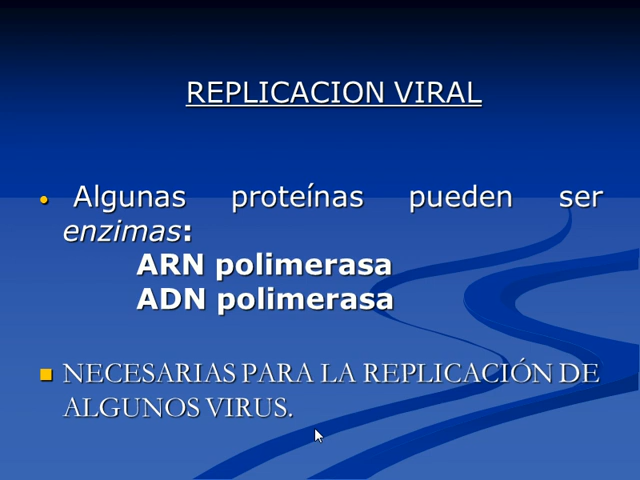 REPLICACION VIRAL
• Algunas proteínas pueden ser
enzimas:
ARN polimerasa
ADN polimerasa
■ NECESARIAS PARA LA REPLICACIÓN DE
ALGUNOS VIRUS.